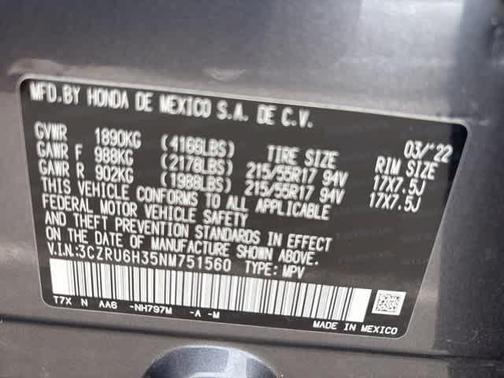 MFD.BY HONDA DE MEXICO S.A. DE C.V.
03/'22
GVWR 1890KG (4166LBS) TIRE SIZE RIM SIZE
GAWR F 988KG (2178LBS) 215/55R17 94V 17X7.5J
GAWR R 902KG (1988LBS) 215/55R17 94V 17X7.5J
THIS VEHICLE CONFORMS TO ALL APPLICABLE
FEDERAL MOTOR VEHICLE SAFETY AND
THEFT PREVENTION STANDARDS IN EFFECT ON
THE DATE OF MANUFACTURE SHOWN ABOVE.
V.I.N:3CZRU6H35NM751560 TYPE: MPV
T7X N AA6 -NH797M -A -M
MADE IN MEXICO